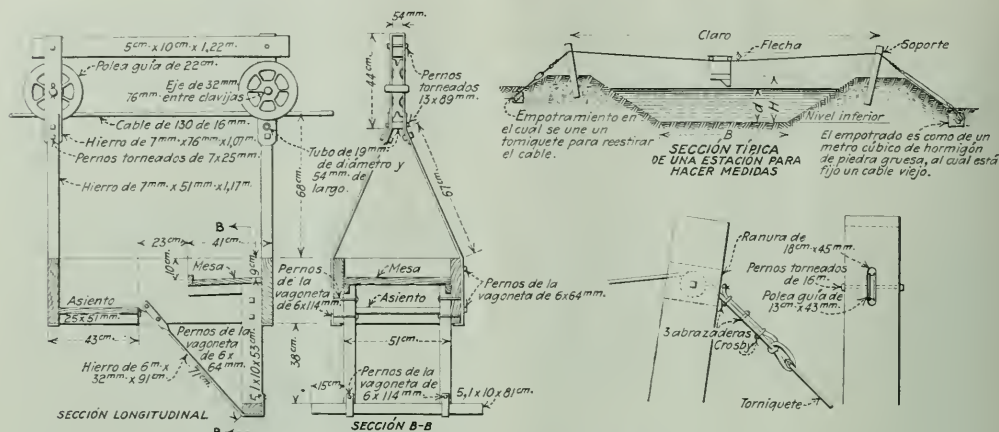 5cm. x 10cm x 1,22m.
Polea guía de 22cm.
Eje de 32mm.
76mm entre clavijas
Cable de 130 de 16mm.
Hierro de 7mm x 76mm x 1,07m
Pernos torneados de 7x25mm.
Hierro de 7mm. x 51mm x 1,17m.
Tubo de 19mm.
de diámetro y
54mm. de
largo.
68cm.
B
23cm.
41cm.
10cm
9cm
Mesa
Asiento
25x51mm.
43cm.
Pernos de la
vagoneta
de 6x
64mm.
Hierro de 6m. x
32mm x 91cm.
71cm.
5,1x10x53cm.
38cm.
B
SECCIÓN LONGITUDINAL
54mm.
44cm.
Pernos
torneados
13x89mm.
67cm.
Pernos
de la
vagoneta
de 6x114mm.
Mesa
Asiento
Pernos de la
vagoneta de 6x64mm.
51cm.
15cm.
Pernos de la
vagoneta de
6x114mm.
5,1x10x81cm.
SECCIÓN B-B
Claro
Flecha
Soporte
d
H
B
Nivel inferior
Empotramiento en
el cual se une un
torniquete para reestirar
el cable.
SECCIÓN TÍPICA
DE UNA ESTACIÓN PARA
HACER MEDIDAS
El empotrado es como de un
metro cúbico de hormigón
de piedra gruesa, al cual está
fijo un cable viejo.
Ranura de
18cm x 45mm.
Pernos torneados
de 16m.
Polea guía de
13cm x 43mm.
3 abrazaderas
Crosby
Torniquete